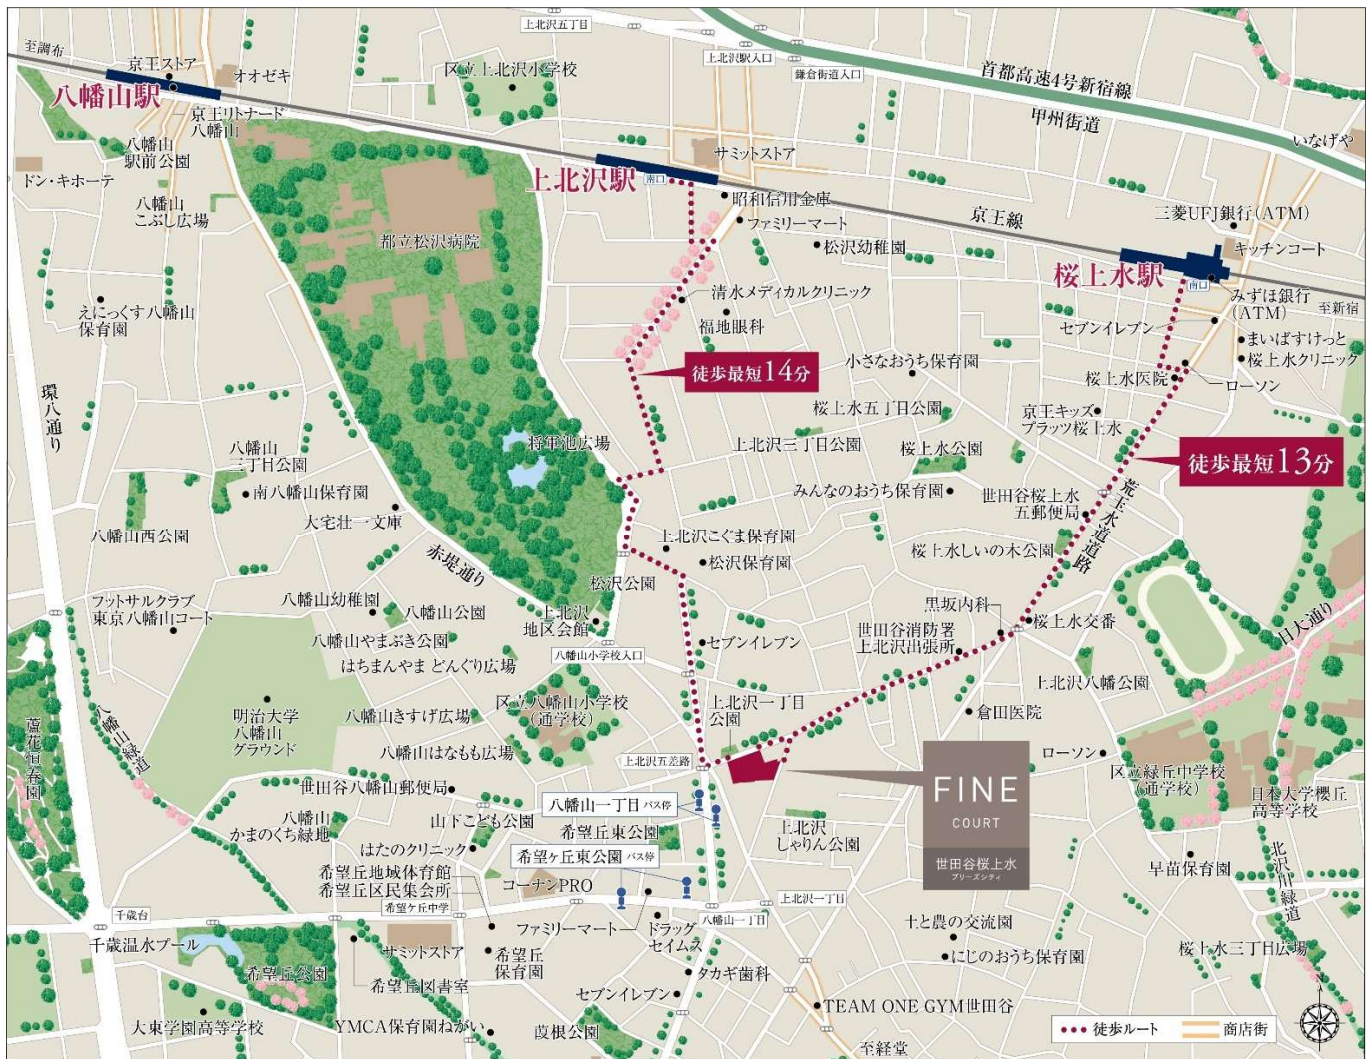 上北沢五丁目
上北沢駅入口
鎌倉街道入口
首都高速4号新宿線
甲州街道
いなげや
至調布
京王ストア
オオゼキ
八幡山駅
京王リトナード
八幡山
区立上北沢小学校
八幡山
駅前公園
ドン・キホーテ
八幡山
こぶし広場
サミットストア
上北沢駅
南口
昭和信用金庫
ファミリーマート
松沢幼稚園
京王線
三菱UFJ銀行(ATM)
キッチンコート
桜上水駅
南口
みずほ銀行
(ATM)
至新宿
都立松沢病院
えにっくす八幡山
保育園
清水メディカルクリニック
福地眼科
セブンイレブン
まいばすけっと
桜上水クリニック
徒歩最短14分
小さなおうち保育園
桜上水医院
ローソン
環八通り
桜上水五丁目公園
京王キッズ
プラッツ桜上水
将軍池広場
上北沢三丁目公園
桜上水公園
徒歩最短13分
八幡山
三丁目公園
南八幡山保育園
大宅壮一文庫
みんなのおうち保育園
世田谷桜上水
五郵便局
荒玉水道道路
八幡山西公園
赤堤通り
上北沢こぐま保育園
松沢保育園
桜上水しいの木公園
松沢公園
フットサルクラブ
東京八幡山コート
八幡山幼稚園
八幡山公園
上北沢
地区会館
黒坂内科
桜上水交番
日大通り
八幡山やまぶき公園
はちまんやま どんぐり広場
八幡山小学校入口
セブンイレブン
世田谷消防署
上北沢出張所
上北沢八幡公園
蘆花恒春園
八幡山緑道
明治大学
八幡山
グラウンド
八幡山きすげ広場
区立八幡山小学校
(通学校)
上北沢一丁目
公園
倉田医院
八幡山はなもも広場
上北沢五差路
ローソン
区立緑丘中学校
(通学校)
FINE
COURT
世田谷桜上水
ブリーズシティ
世田谷八幡山郵便局
八幡山一丁目 バス停
日本大学櫻丘
高等学校
八幡山
かまのくち緑地
山下こども公園
希望丘東公園
上北沢
しゃりん公園
はたのクリニック
希望ヶ丘東公園 バス停
希望丘地域体育館
希望丘区民集会所
コーナンPRO
早苗保育園
北沢川緑道
千歳台
希望ケ丘中学
上北沢一丁目
八幡山一丁目
ファミリーマート
ドラッグ
セイムス
土と農の交流園
千歳温水プール
サミットストア
希望丘
保育園
にじのおうち保育園
桜上水三丁目広場
希望丘公園
希望丘図書室
タカギ歯科
セブンイレブン
TEAM ONE GYM世田谷
大東学園高等学校
YMCA保育園ねがい
葭根公園
至経堂
徒歩ルート
商店街